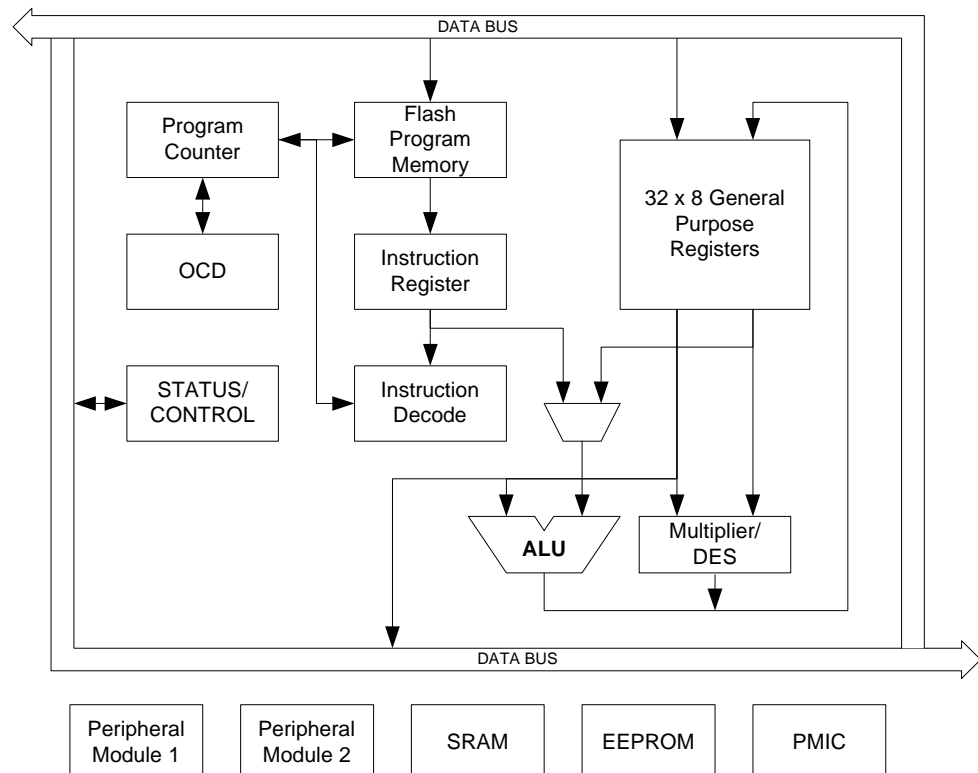 DATA BUS
Program
Counter
Flash
Program
Memory
32 x 8 General
Purpose
Registers
OCD
Instruction
Register
STATUS/
CONTROL
Instruction
Decode
ALU
Multiplier/
DES
DATA BUS
Peripheral
Module 1
Peripheral
Module 2
SRAM
EEPROM
PMIC